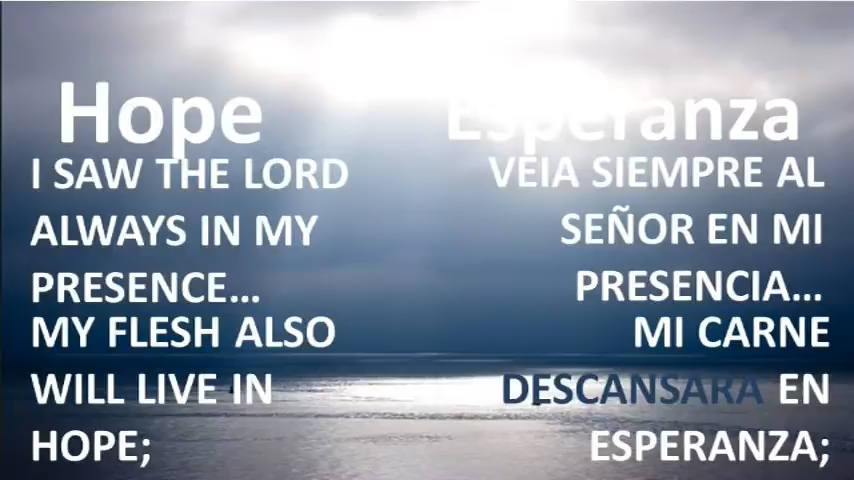 Hope
I SAW THE LORD
ALWAYS IN MY
PRESENCE...
MY FLESH ALSO
WILL LIVE IN
HOPE;
Esperanza
VEIA SIEMPRE AL
SEÑOR EN MI
PRESENCIA...
MI CARNE
DESCANSARA EN
ESPERANZA;